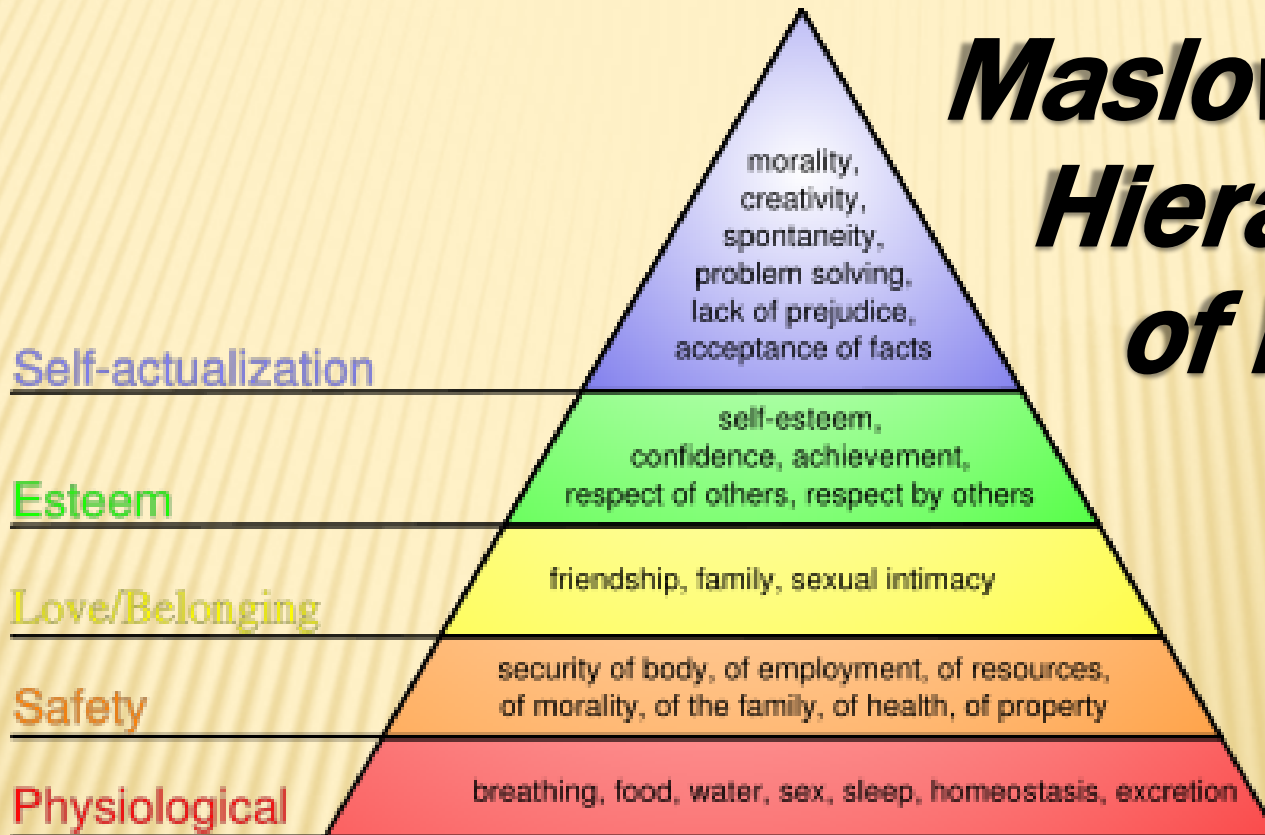 Maslov
Hiera
of
morality,
creativity,
spontaneity,
problem solving,
lack of prejudice,
acceptance of facts
Self-actualization
self-esteem,
confidence, achievement,
respect of others, respect by others
Esteem
friendship, family, sexual intimacy
Love/Belonging
security of body, of employment, of resources,
of morality, of the family, of health, of property
Safety
breathing, food, water, sex, sleep, homeostasis, excretion
Physiological